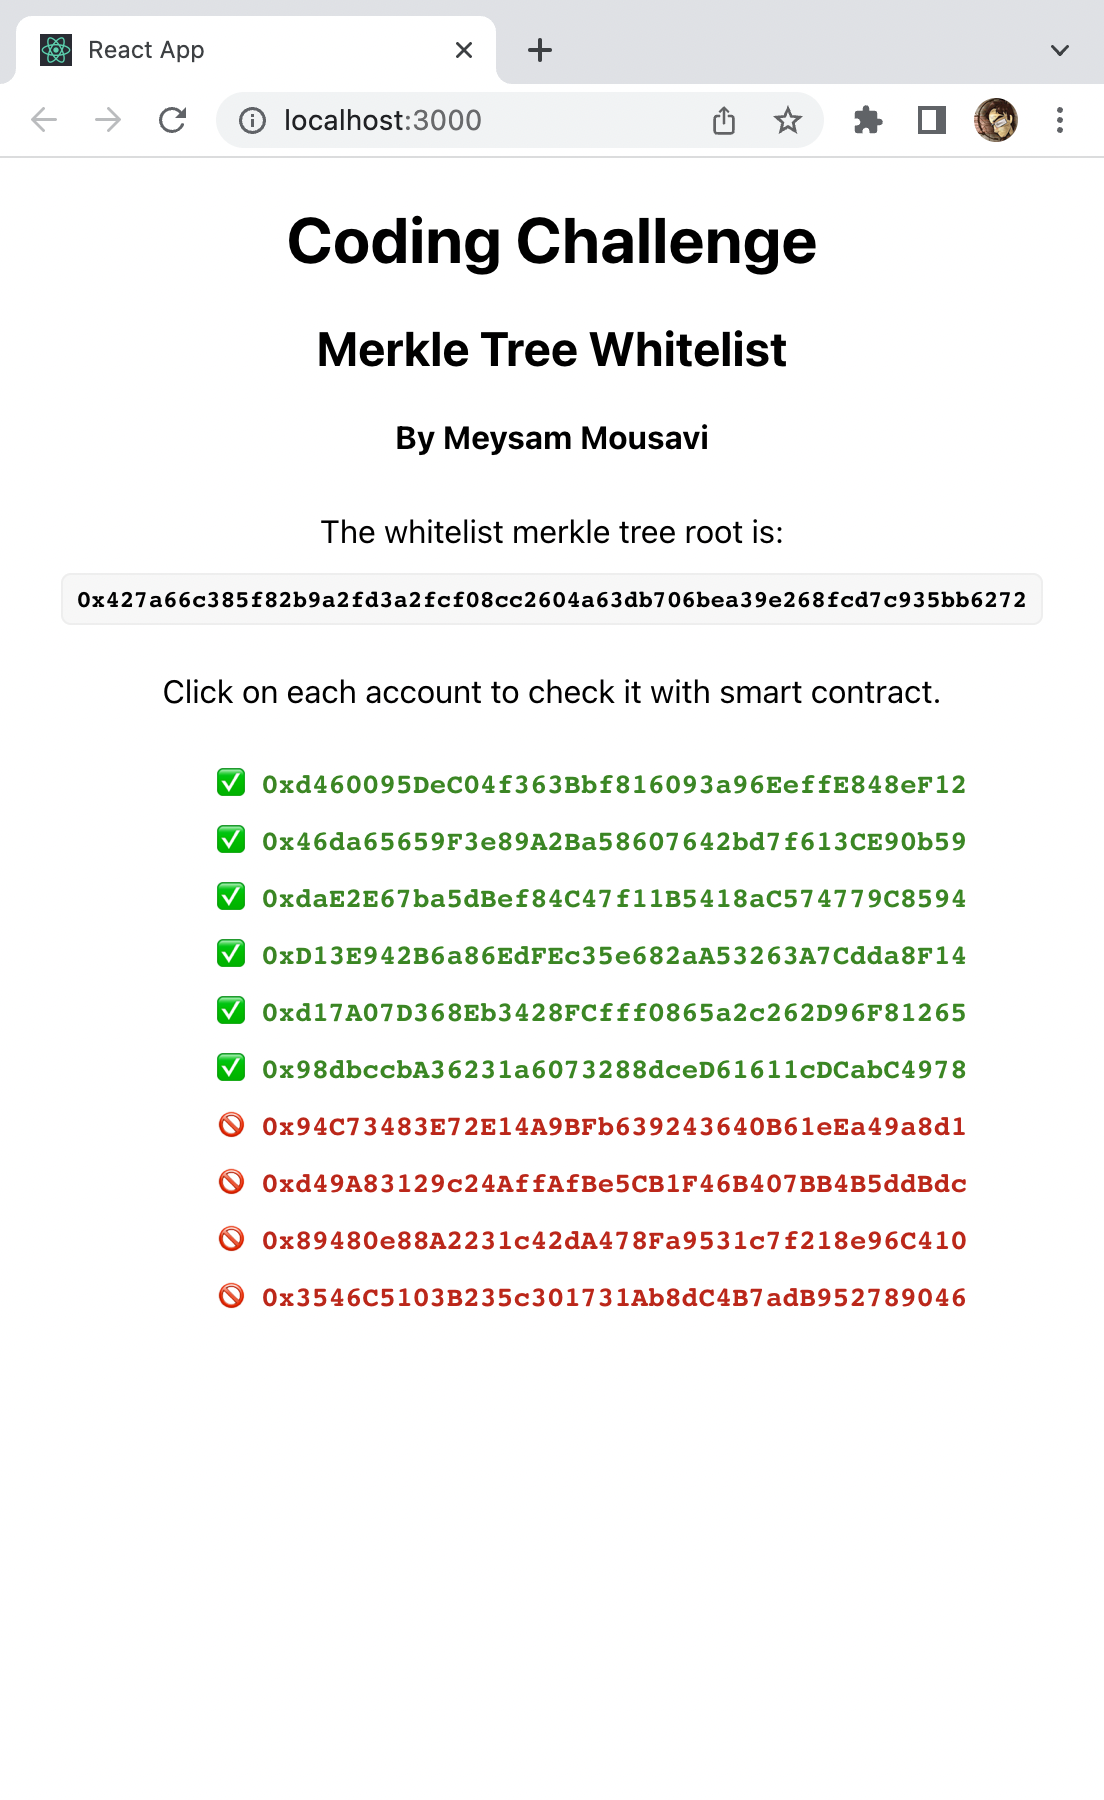 React App
localhost:3000
Coding Challenge
Merkle Tree Whitelist
By Meysam Mousavi
The whitelist merkle tree root is:
0x427a66c385f82b9a2fd3a2fcf08cc2604a63db706bea39e268fcd7c935bb6272
Click on each account to check it with smart contract.
0xd460095DeC04f363Bbf816093a96EeffE848eF12
0x46da65659F3e89A2Ba58607642bd7f613CE90b59
0xdaE2E67ba5dBef84C47f11B5418aC574779C8594
0xD13E942B6a86EdFEc35e682aA53263A7Cdda8F14
0xd17A07D368Eb3428FCfff0865a2c262D96F81265
0x98dbccbA36231a6073288dceD61611cDCabC4978
0x94C73483E72E14A9BFb639243640B61eEa49a8d1
0xd49A83129c24AffAfBe5CB1F46B407BB4B5ddBdc
0x89480e88A2231c42dA478Fa9531c7f218e96C410
0x3546C5103B235c301731Ab8dC4B7adB952789046